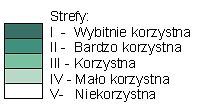 Strefy:
I - Wybitnie korzystna
II - Bardzo korzystna
III - Korzystna
IV - Mało korzystna
V- Niekorzystna